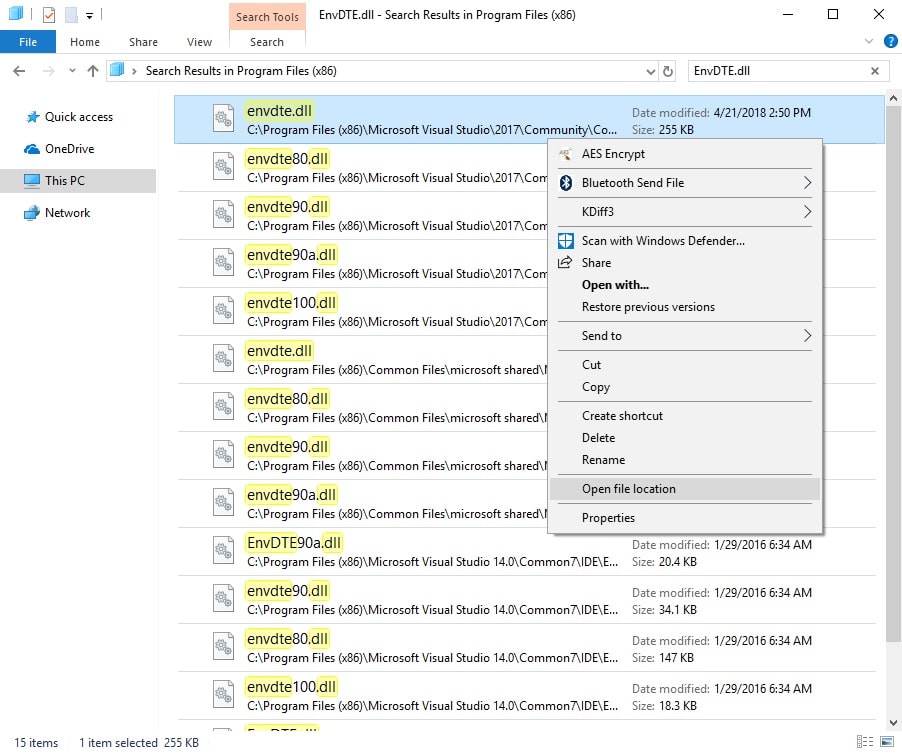 Search Tools
EnvDTE.dll - Search Results in Program Files (x86)
File
Home
Share
View
Search
Search Results in Program Files (x86)
EnvDTE.dll
Quick access
OneDrive
This PC
Network
envdte.dll
C:\Program Files (x86)\Microsoft Visual Studio\2017\Community\Co...
Date modified: 4/21/2018 2:50 PM
Size: 255 KB
envdte80.dll
C:\Program Files (x86)\Microsoft Visual Studio\2017\Com
envdte90.dll
C:\Program Files (x86)\Microsoft Visual Studio\2017\Com
envdte90a.dll
C:\Program Files (x86)\Microsoft Visual Studio\2017\Com
envdte100.dll
C:\Program Files (x86)\Microsoft Visual Studio\2017\Com
envdte.dll
C:\Program Files (x86)\Common Files\microsoft shared\
envdte80.dll
C:\Program Files (x86)\Common Files\microsoft shared\
envdte90.dll
C:\Program Files (x86)\Common Files\microsoft shared\
envdte90a.dll
C:\Program Files (x86)\Common Files\microsoft shared\
AES Encrypt
Bluetooth Send File
KDiff3
Scan with Windows Defender...
Share
Open with...
Restore previous versions
Send to
Cut
Copy
Create shortcut
Delete
Rename
Open file location
Properties
EnvDTE90a.dll
C:\Program Files (x86)\Microsoft Visual Studio 14.0\Common7\IDE\E...
Date modified: 1/29/2016 6:34 AM
Size: 20.4 KB
envdte90.dll
C:\Program Files (x86)\Microsoft Visual Studio 14.0\Common7\IDE\E...
Date modified: 1/29/2016 6:34 AM
Size: 34.1 KB
envdte80.dll
C:\Program Files (x86)\Microsoft Visual Studio 14.0\Common7\IDE\E...
Date modified: 1/29/2016 6:34 AM
Size: 147 KB
envdte100.dll
C:\Program Files (x86)\Microsoft Visual Studio 14.0\Common7\IDE\E...
Date modified: 1/29/2016 6:34 AM
Size: 18.3 KB
15 items
1 item selected 255 KB